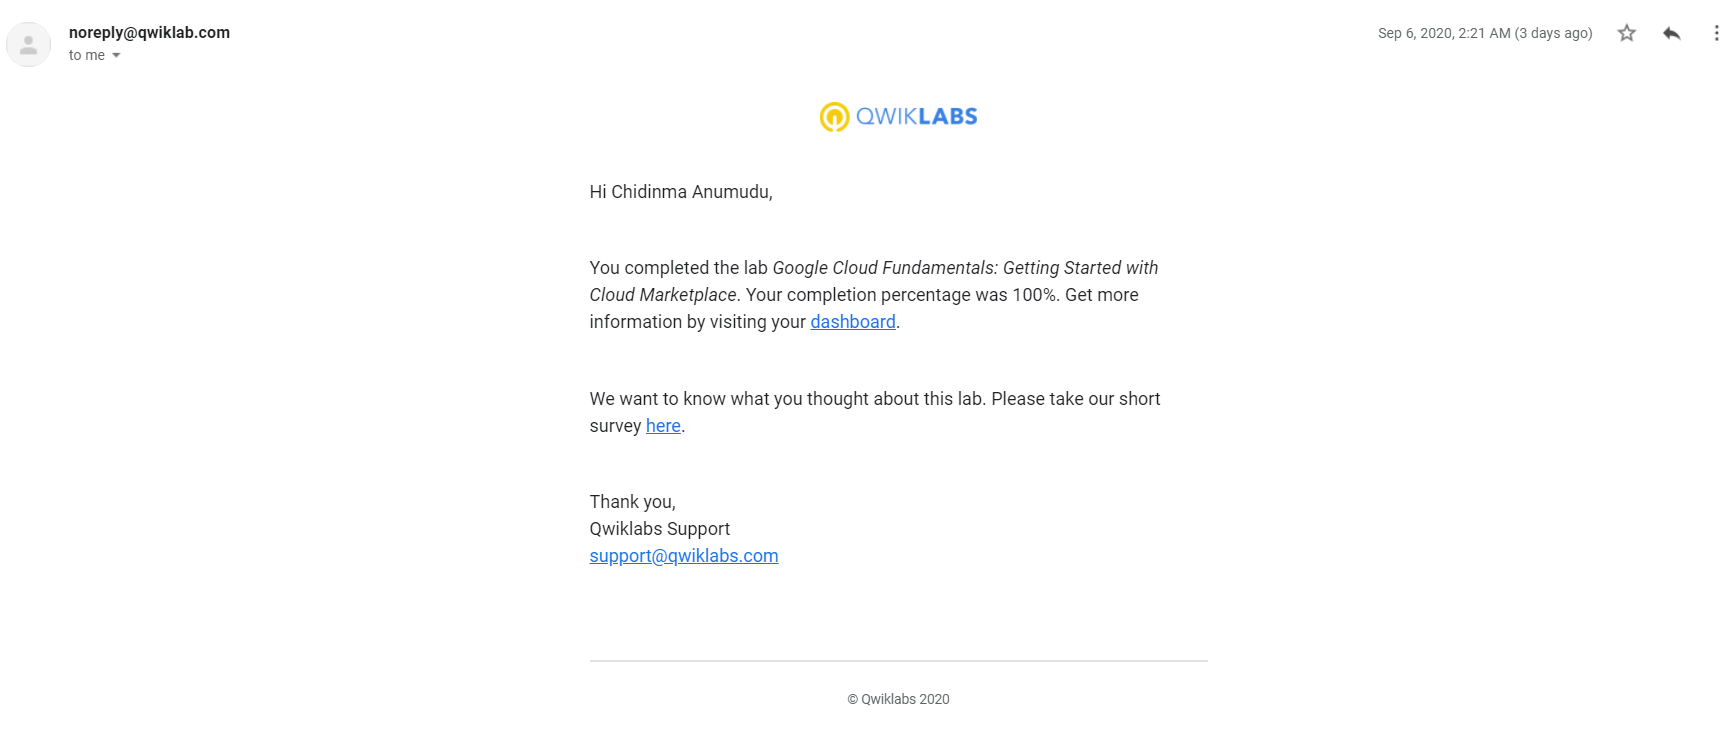 noreply@qwiklab.com
Sep 6, 2020, 2:21 AM (3 days ago)
to me
QWIKLABS
Hi Chidinma Anumudu,
You completed the lab Google Cloud Fundamentals: Getting Started with
Cloud Marketplace. Your completion percentage was 100%. Get more
information by visiting your dashboard.
We want to know what you thought about this lab. Please take our short
survey here.
Thank you,
Qwiklabs Support
support@qwiklabs.com
© Qwiklabs 2020